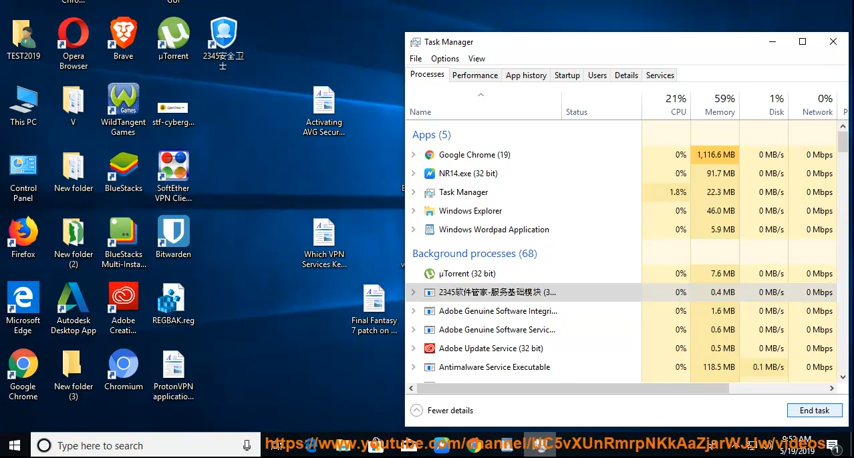 Chro...
Gu!
TEST2019
Opera
Browser
Brave
µTorrent
2345安全卫
士
This PC
V
WildTangent
Games
stf-cyberg...
Activating
AVG Secur...
Control
Panel
New folder
BlueStacks
SoftEther
VPN Clie...
Firefox
New folder
(2)
BlueStacks
Multi-Insta...
Bitwarden
Which VPN
Services Ke...
Microsoft
Edge
Autodesk
Desktop App
Adobe
Creati...
REGBAK.reg
Final Fantasy
7 patch on ...
Google
Chrome
New folder
(3)
Chromium
ProtonVPN
applicatio...
Task Manager
File Options View
Processes Performance App history Startup Users Details Services
21% 59% 1% 0%
Name Status CPU Memory Disk Network P
Apps (5)
Google Chrome (19) 0% 1,116.6 MB 0 MB/s 0 Mbps
NR14.exe (32 bit) 0% 91.7 MB 0 MB/s 0 Mbps
Task Manager 1.8% 22.3 MB 0 MB/s 0 Mbps
Windows Explorer 0% 46.0 MB 0 MB/s 0 Mbps
Windows Wordpad Application 0% 5.9 MB 0 MB/s 0 Mbps
Background processes (68)
µTorrent (32 bit) 0% 7.6 MB 0 MB/s 0 Mbps
2345软件管家-服务基础模块 (3... 0% 0.4 MB 0 MB/s 0 Mbps
Adobe Genuine Software Integri... 0% 1.6 MB 0 MB/s 0 Mbps
Adobe Genuine Software Servic... 0% 0.6 MB 0 MB/s 0 Mbps
Adobe Update Service (32 bit) 0% 0.5 MB 0 MB/s 0 Mbps
Antimalware Service Executable 0% 118.5 MB 0.1 MB/s 0 Mbps
Fewer details End task
Type here to search
https://www.youtube.com/channel/UC5vXUnRmrpNKkAaZjarWJJw/videos
9:52 AM
5/19/2019